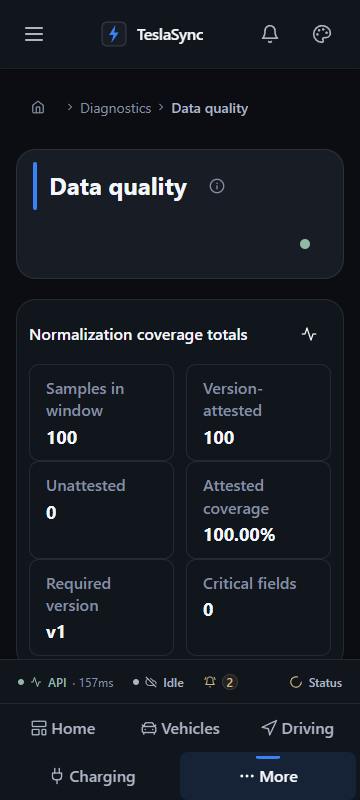 TeslaSync
Diagnostics
Data quality
Data quality
Normalization coverage totals
Samples in
window
100
Version-
attested
100
Unattested
0
Attested
coverage
100.00%
Required
version
v1
Critical fields
0
API · 157ms
Idle
2
Status
Home
Vehicles
Driving
Charging
More